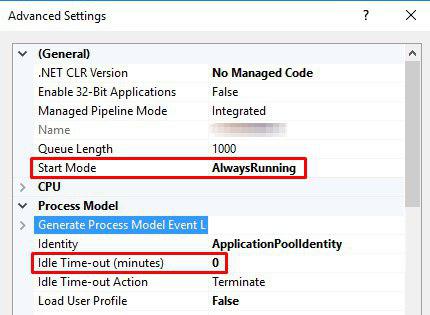 Advanced Settings
(General)
.NET CLR Version No Managed Code
Enable 32-Bit Applications False
Managed Pipeline Mode Integrated
Name
Queue Length 1000
Start Mode AlwaysRunning
CPU
Process Model
Generate Process Model Event L
Identity ApplicationPoolIdentity
Idle Time-out (minutes) 0
Idle Time-out Action Terminate
Load User Profile False